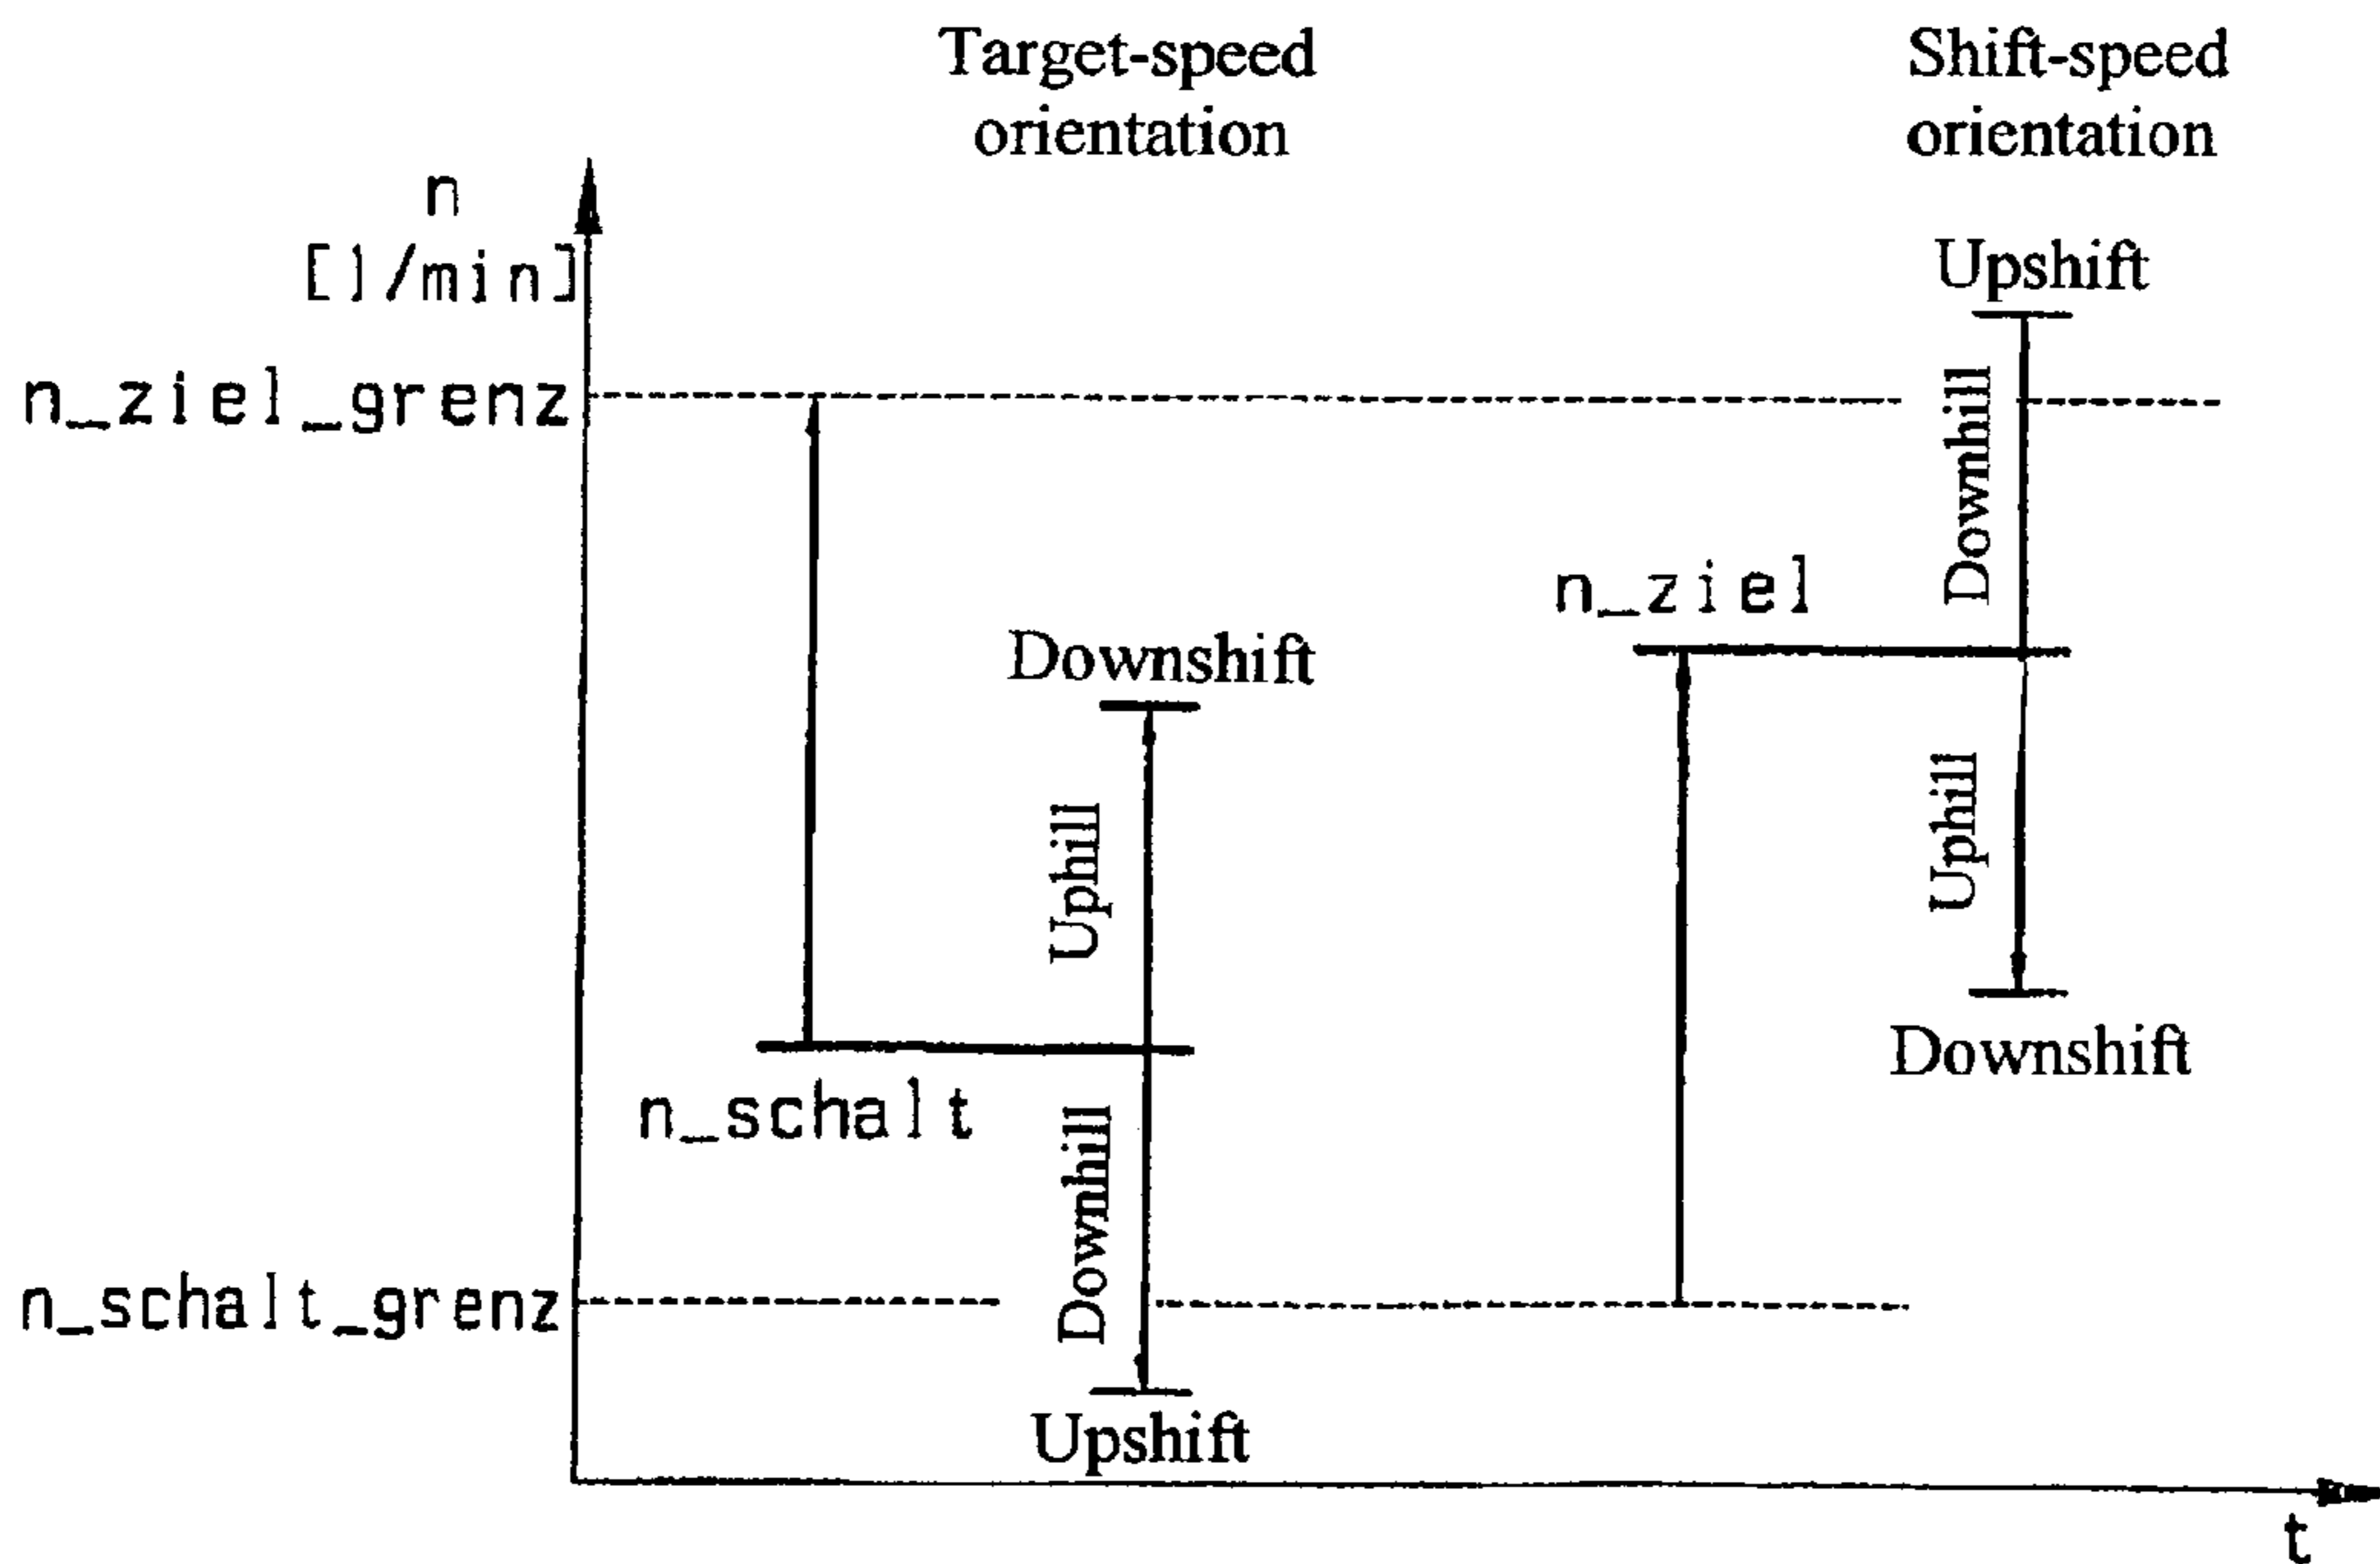 Target-speed
orientation
Shift-speed
orientation
n
[1/min]
Upshift
n_ziel_grenz
Downhill
n_ziel
Downshift
Uphill
Uphill
Downshift
n_schalt
Downhill
n_schalt_grenz
Upshift
t